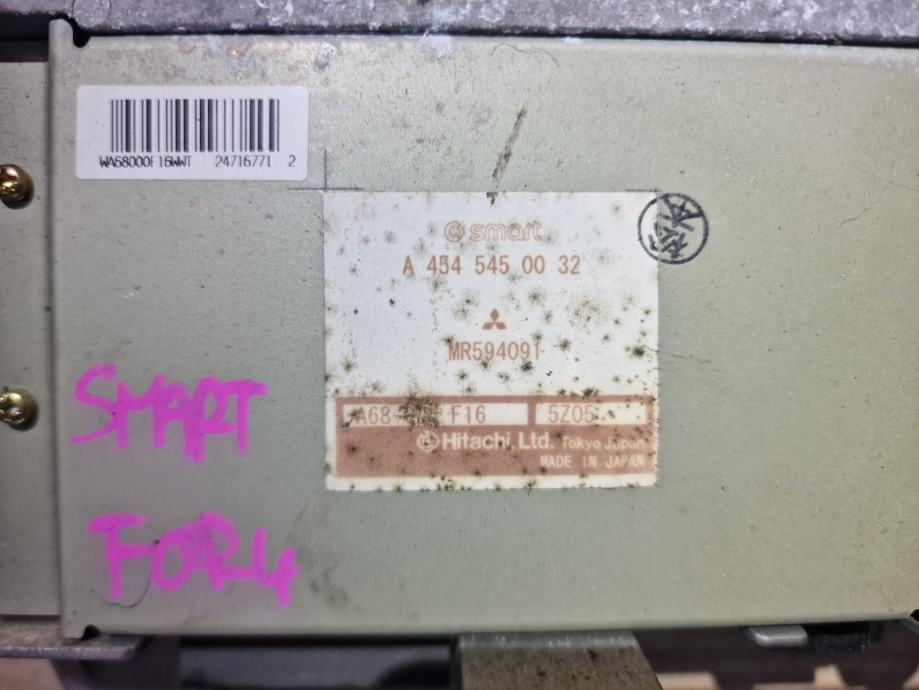 WA68000F16WWT 24716771 2
smart
A 454 545 00 32
MR594091
F16 5Z05
Hitachi, Ltd. Tokyo Japan
MADE IN JAPAN
SMART
FOR4